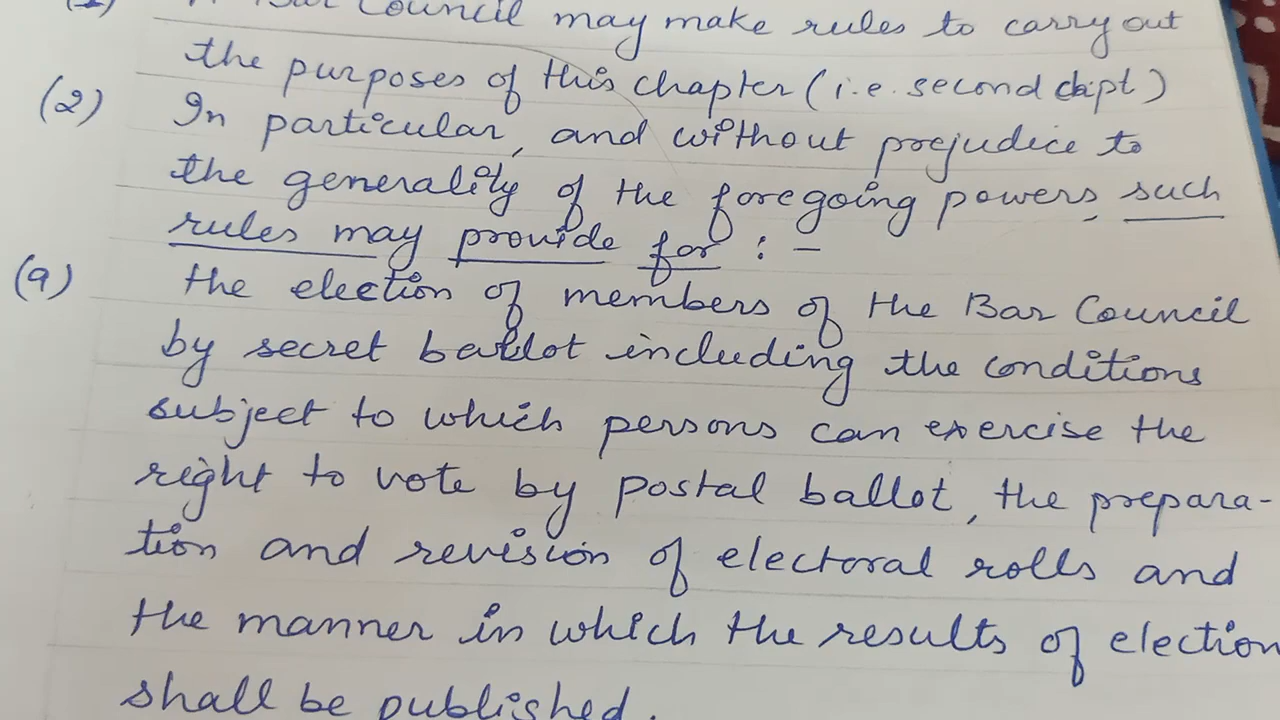 (1) A Bar Council may make rules to carry out
the purposes of this chapter (i.e. second chpt)
(2) In particular, and without prejudice to
the generality of the foregoing powers, such
rules may provide for : -
(a) the election of members of the Bar Council
by secret ballot including the conditions
subject to which persons can exercise the
right to vote by postal ballot, the prepara-
tion and revision of electoral rolls and
the manner in which the results of election
shall be published.